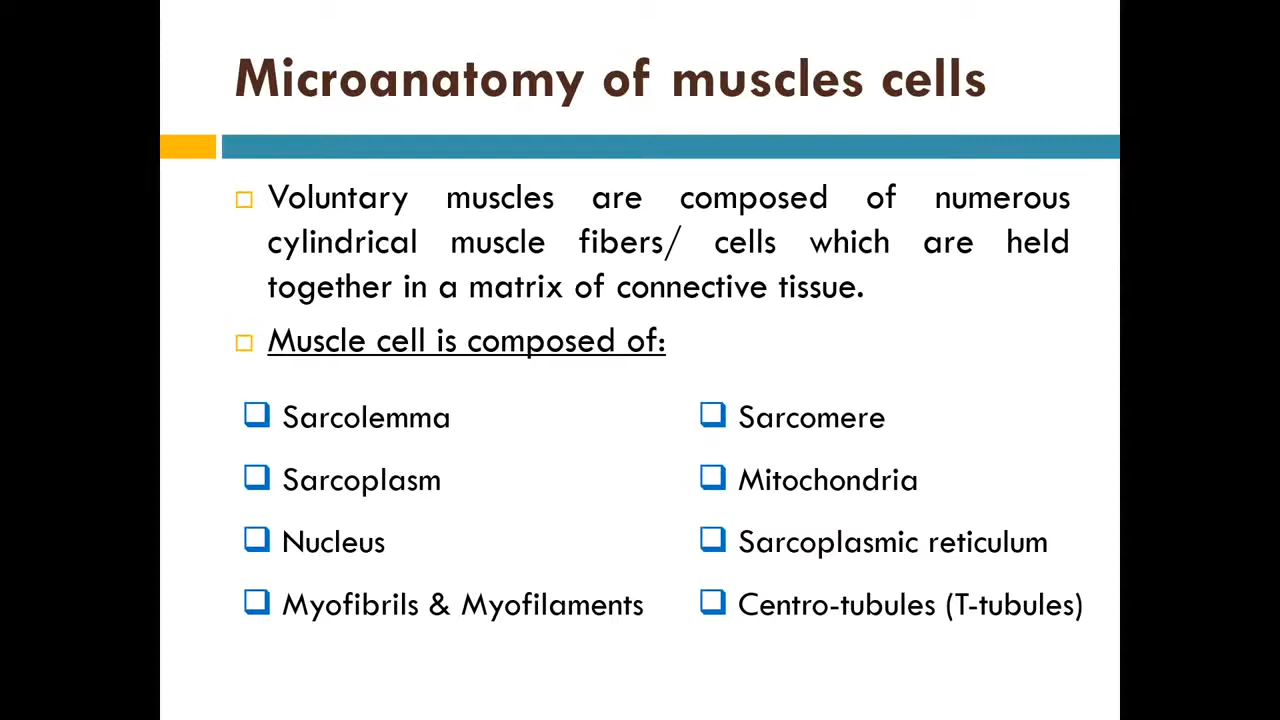 Microanatomy of muscles cells
Voluntary muscles are composed of numerous
cylindrical muscle fibers/ cells which are held
together in a matrix of connective tissue.
Muscle cell is composed of:
Sarcolemma
Sarcoplasm
Nucleus
Myofibrils & Myofilaments
Sarcomere
Mitochondria
Sarcoplasmic reticulum
Centro-tubules (T-tubules)